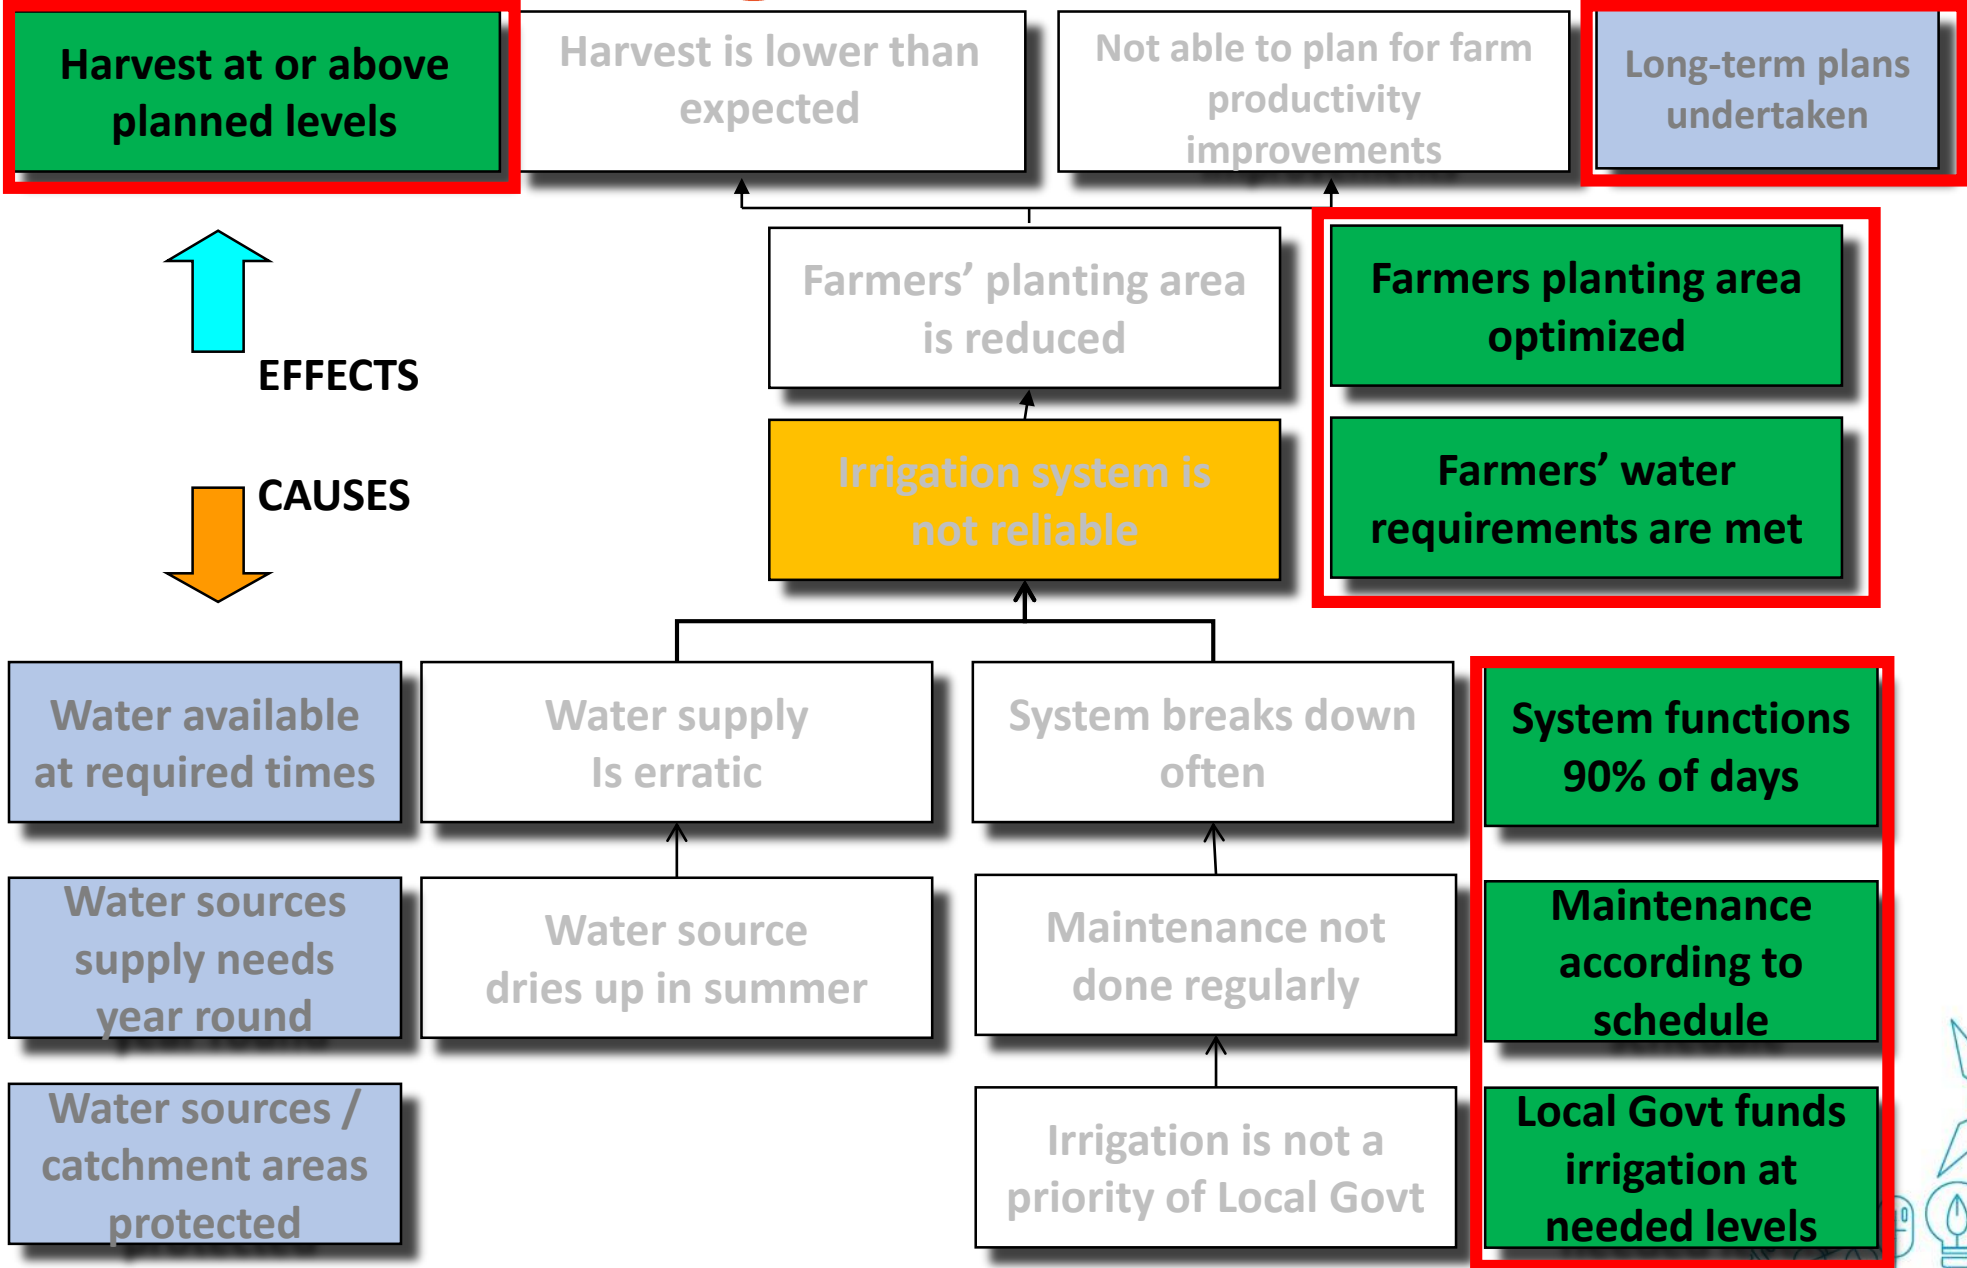 Harvest at or above
planned levels
Harvest is lower than
expected
Not able to plan for farm
productivity
improvements
Long-term plans
undertaken
Farmers’ planting area
is reduced
Farmers planting area
optimized
EFFECTS
CAUSES
Irrigation system is
not reliable
Farmers’ water
requirements are met
Water available
at required times
Water supply
Is erratic
System breaks down
often
System functions
90% of days
Water sources
supply needs
year round
Water source
dries up in summer
Maintenance not
done regularly
Maintenance
according to
schedule
Water sources /
catchment areas
protected
Irrigation is not a
priority of Local Govt
Local Govt funds
irrigation at
needed levels